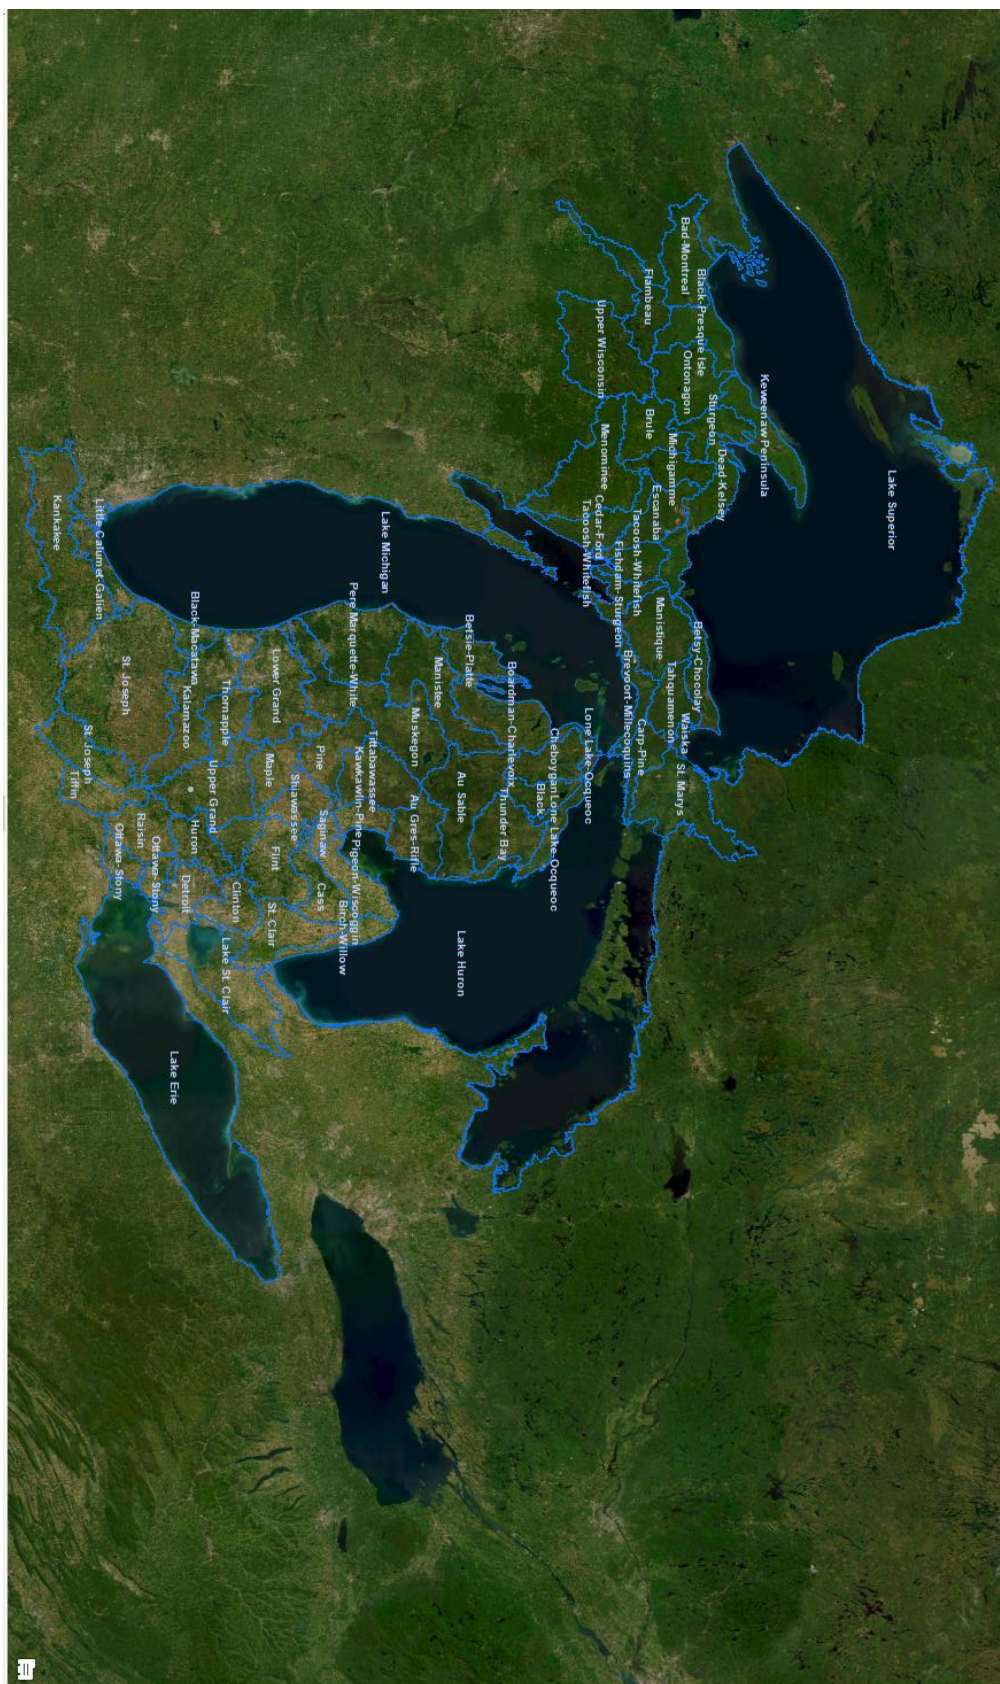 Lake Superior
Keweenaw Peninsula
Black-Presque Isle
Bad-Montreal
Ontonagon
Sturgeon
Dead-Kelsey
Flambeau
Brule
Michigamme
Escanaba
Tacoosh-Whitefish
Betsy-Chocolay
Waiska
St. Marys
Manistique
Tahquamenon
Carp-Pine
Upper Wisconsin
Menominee
Cedar-Ford
Tacoosh-Whitefish
Fishdam-Sturgeon
Brevoort-Millecoquins
Lone Lake-Ocqueoc
Cheboygan
Lone Lake-Ocqueoc
Black
Boardman-Charlevoix
Thunder Bay
Betsie-Platte
Manistee
Au Sable
Lake Huron
Lake Michigan
Muskegon
Au Gres-Rifle
Pere Marquette-White
Tittabawassee
Kawkawlin-Pine
Pigeon-Wiscoggin
Birch-Willow
Pine
Saginaw
Cass
Lower Grand
Maple
Shiawassee
Flint
St. Clair
Thornapple
Upper Grand
Clinton
Lake St. Clair
Black-Macatawa
Kalamazoo
Huron
Detroit
Lake Erie
Raisin
Ottawa-Stony
Ottawa-Stony
St. Joseph
St. Joseph
Tiffin
Little Calumet-Galien
Kankakee